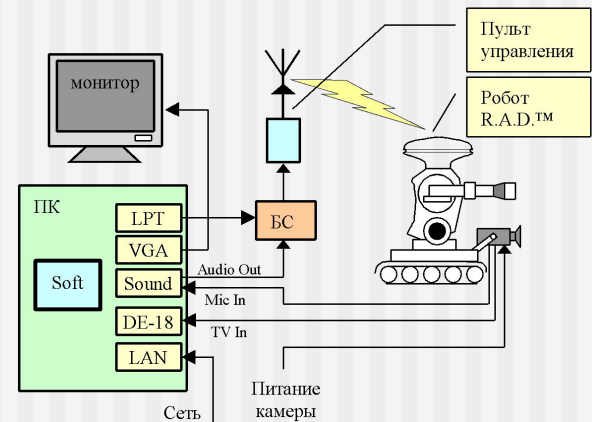 Пульт
управления
Робот
R.A.D.™
монитор
ПК
LPT
БС
VGA
Soft
Sound
Audio Out
Mic In
DE-18
TV In
LAN
Питание
камеры
Сеть